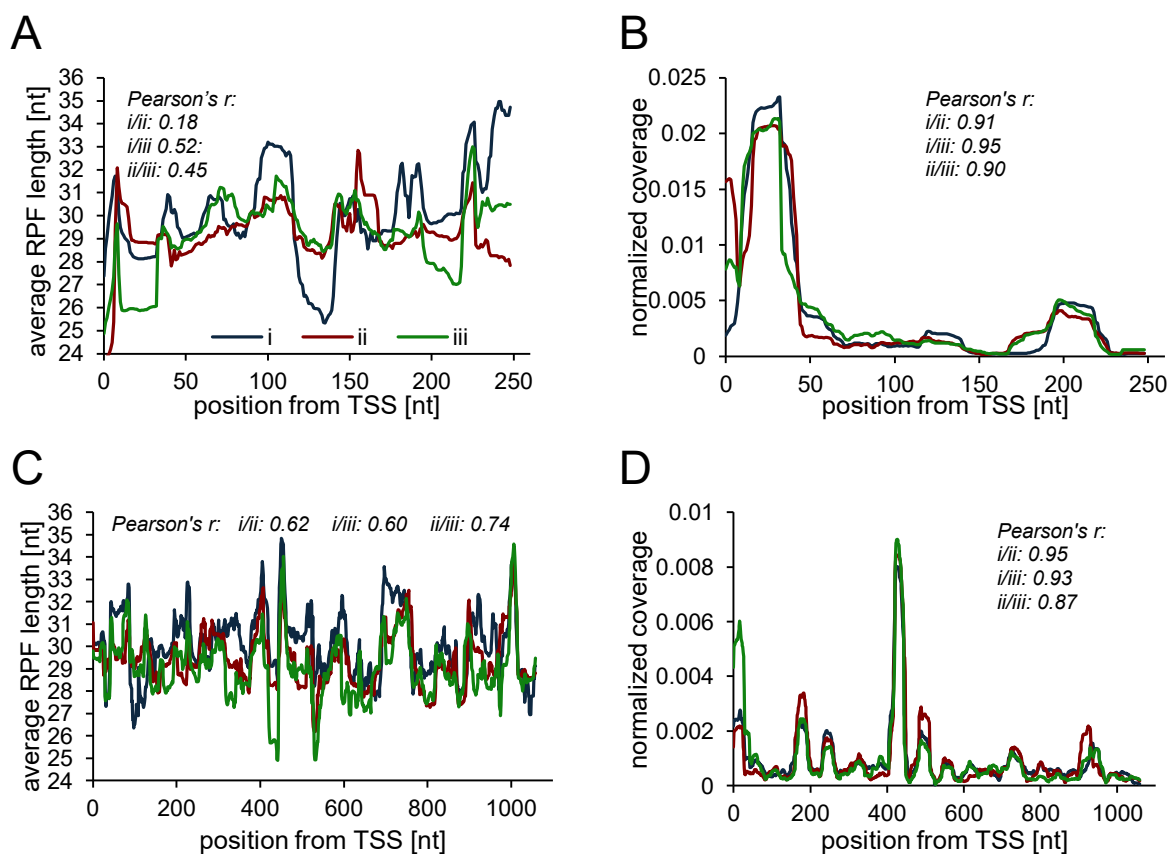 A
average RPF length [nt]
36
35
34
33
32
31
30
29
28
27
26
25
24
Pearson's r:
i/ii: 0.18
i/iii 0.52:
ii/iii: 0.45
i ii iii
0 50 100 150 200 250
position from TSS [nt]
B
normalized coverage
0.025
0.02
0.015
0.01
0.005
0
Pearson's r:
i/ii: 0.91
i/iii: 0.95
ii/iii: 0.90
0 50 100 150 200 250
position from TSS [nt]
C
average RPF length [nt]
36
35
34
33
32
31
30
29
28
27
26
25
24
Pearson's r: i/ii: 0.62 i/iii: 0.60 ii/iii: 0.74
0 200 400 600 800 1000
position from TSS [nt]
D
normalized coverage
0.01
0.008
0.006
0.004
0.002
0
Pearson's r:
i/ii: 0.95
i/iii: 0.93
ii/iii: 0.87
0 200 400 600 800 1000
position from TSS [nt]